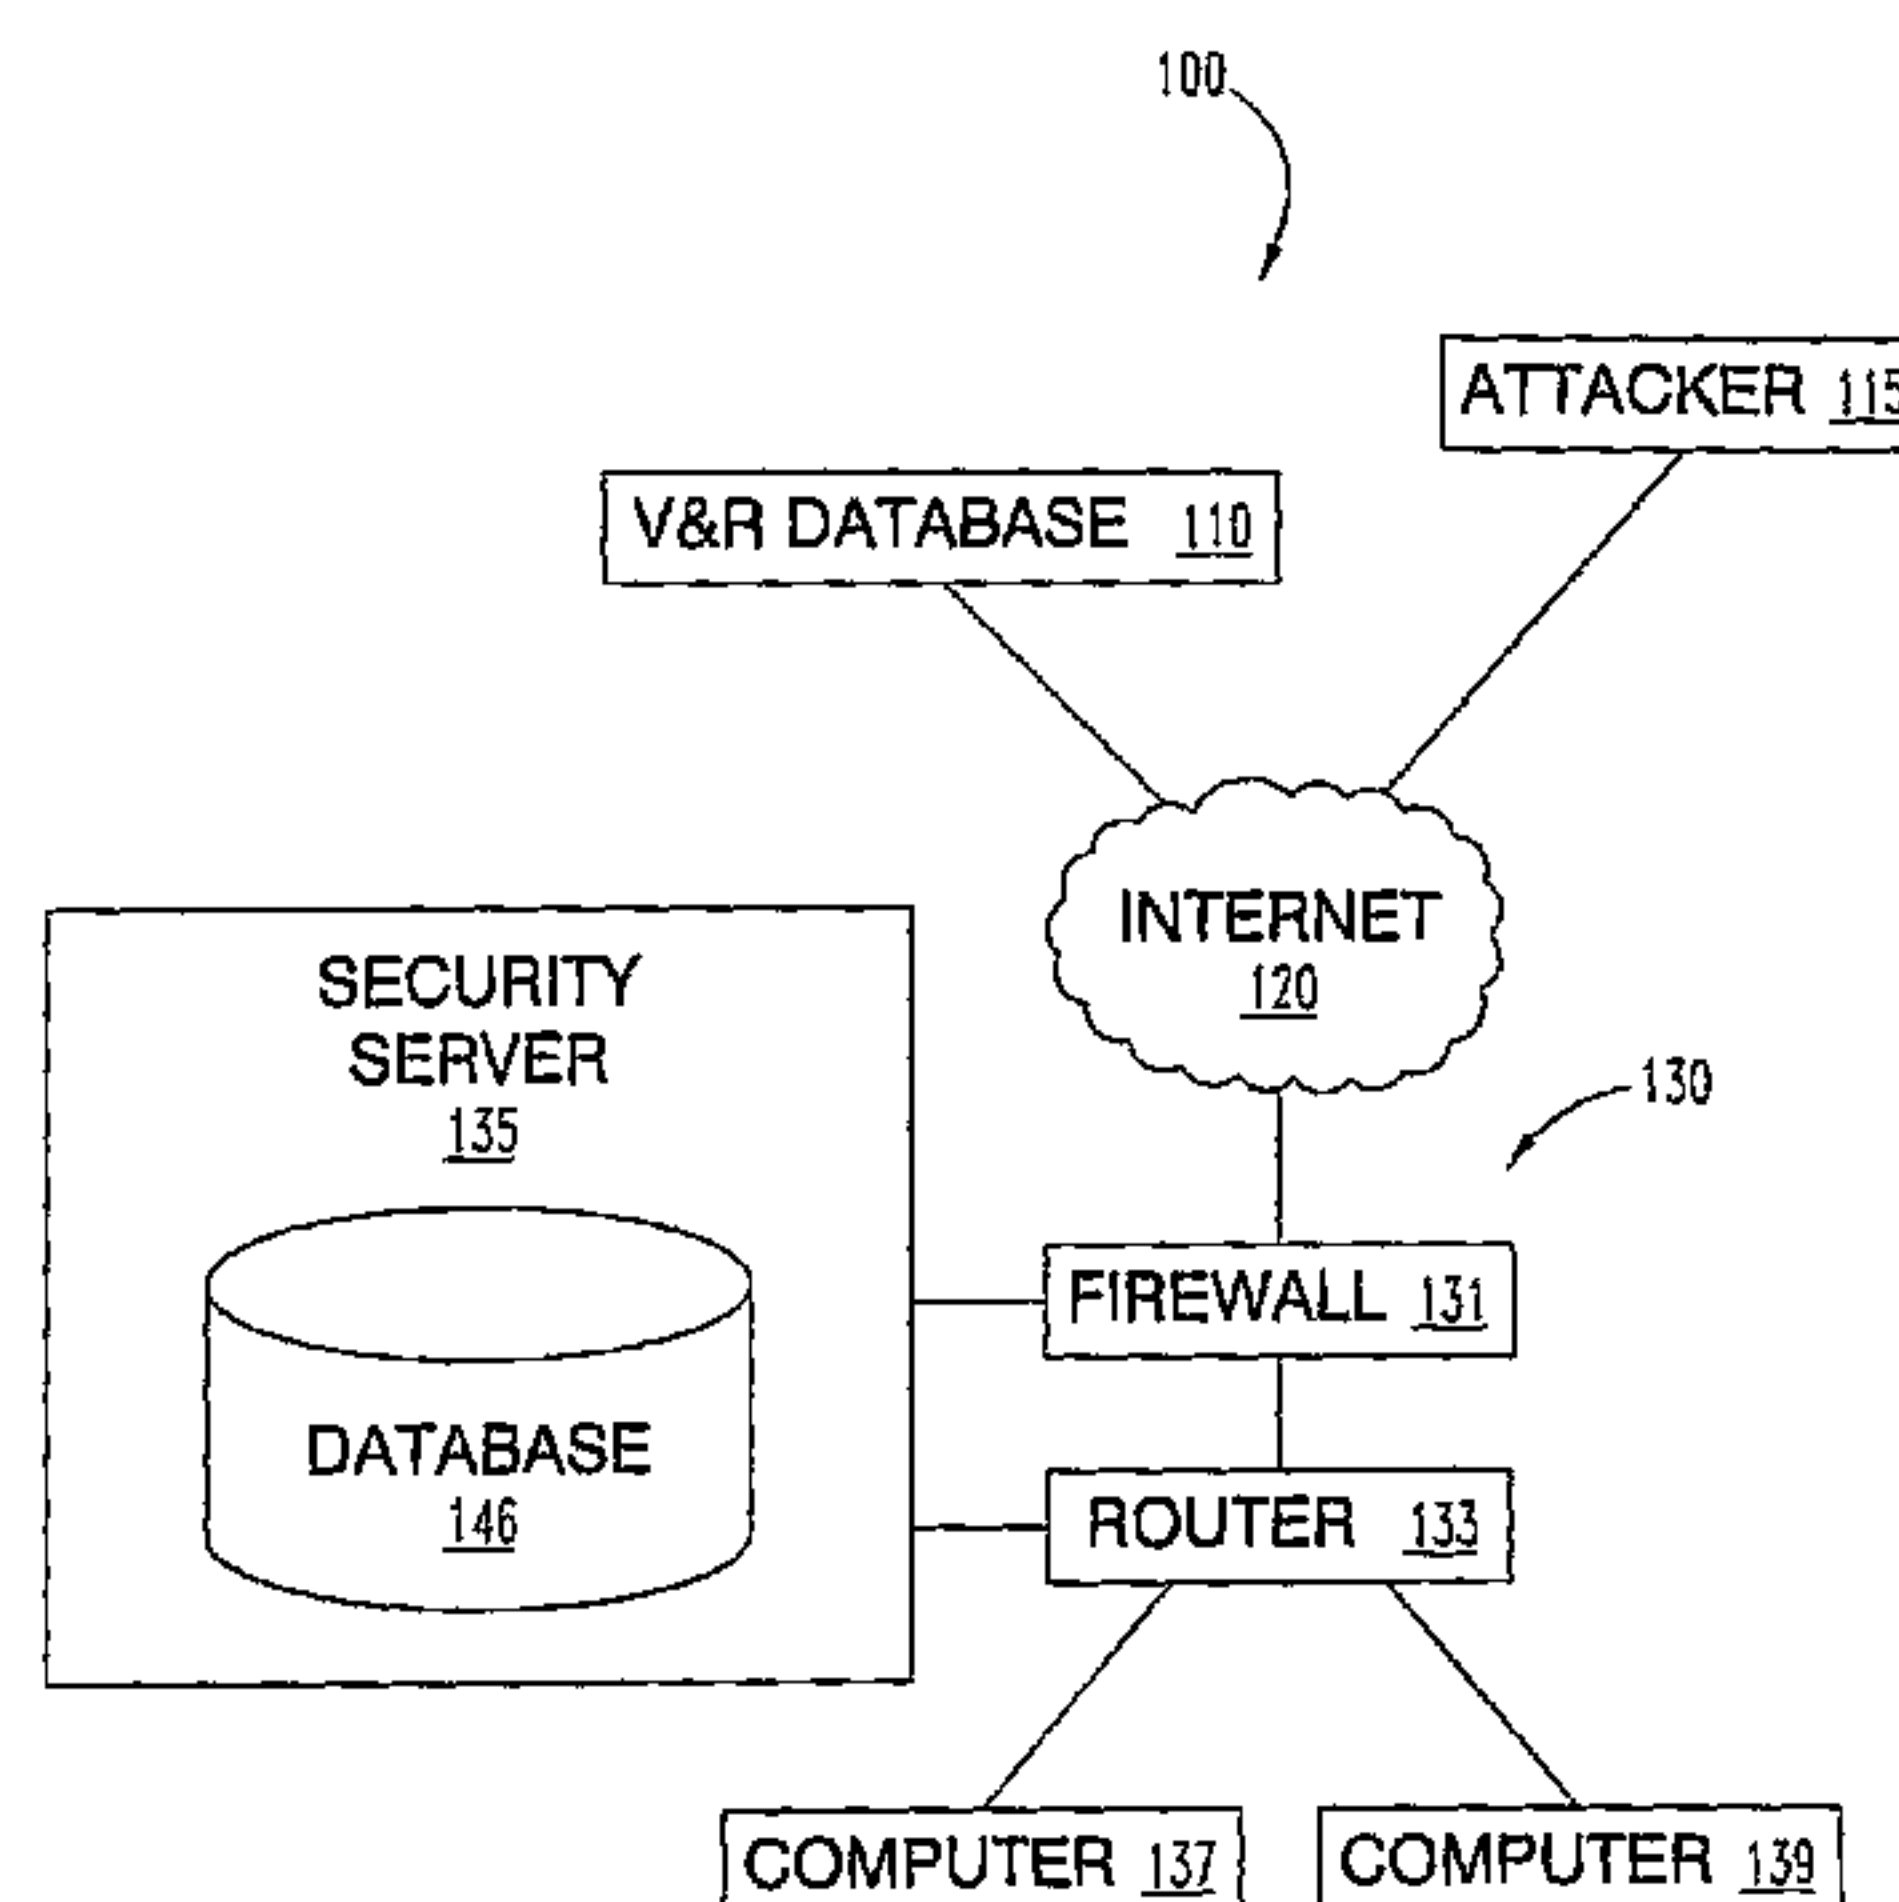 100
ATTACKER 115
V&R DATABASE 110
INTERNET
120
SECURITY
SERVER
135
130
FIREWALL 131
DATABASE
146
ROUTER 133
COMPUTER 137
COMPUTER 139